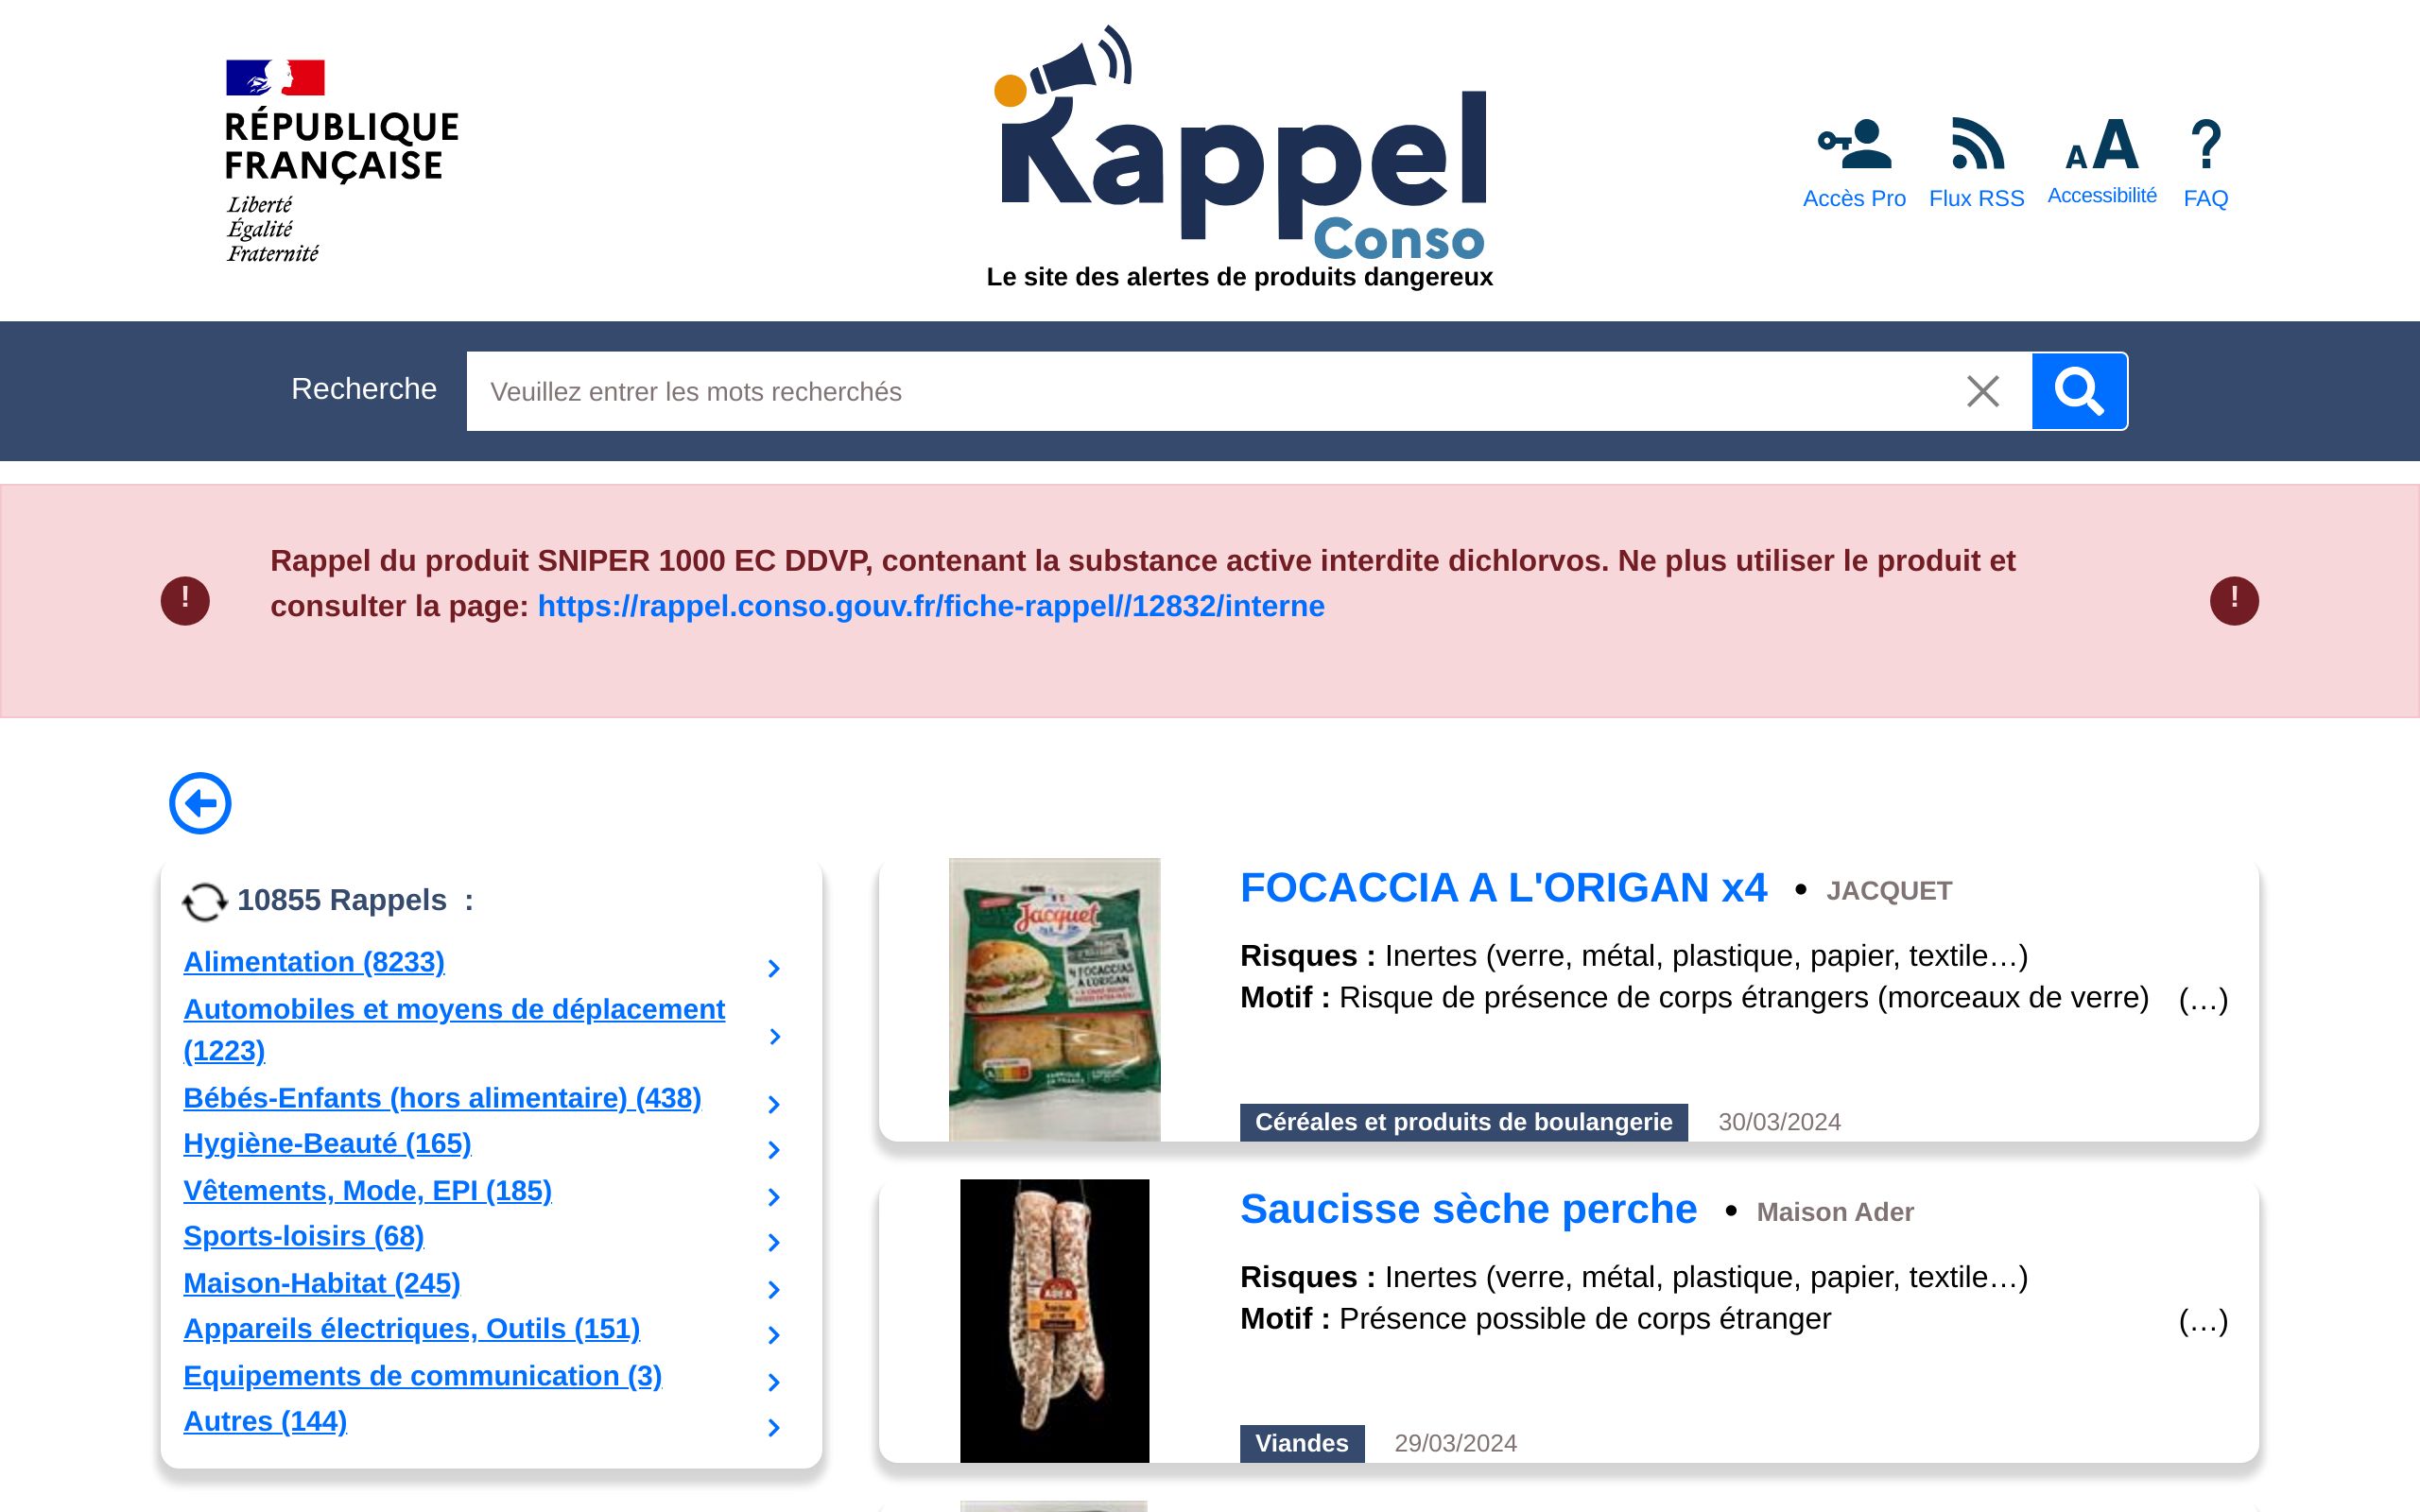 RÉPUBLIQUE
FRANÇAISE
Liberté
Égalité
Fraternité
Rappel
Conso
Le site des alertes de produits dangereux
Accès Pro
Flux RSS
AA
Accessibilité
?
FAQ
Recherche
Veuillez entrer les mots recherchés
! Rappel du produit SNIPER 1000 EC DDVP, contenant la substance active interdite dichlorvos. Ne plus utiliser le produit et !
consulter la page: https://rappel.conso.gouv.fr/fiche-rappel//12832/interne
10855 Rappels :
Alimentation (8233)
Automobiles et moyens de déplacement
(1223)
Bébés-Enfants (hors alimentaire) (438)
Hygiène-Beauté (165)
Vêtements, Mode, EPI (185)
Sports-loisirs (68)
Maison-Habitat (245)
Appareils électriques, Outils (151)
Equipements de communication (3)
Autres (144)
Jacquet
4 FOCACCIAS
À L'ORIGAN
FOCACCIA A L'ORIGAN x4 • JACQUET
Risques : Inertes (verre, métal, plastique, papier, textile…)
Motif : Risque de présence de corps étrangers (morceaux de verre) (…)
Céréales et produits de boulangerie 30/03/2024
ADER
Saucisse sèche perche • Maison Ader
Risques : Inertes (verre, métal, plastique, papier, textile…)
Motif : Présence possible de corps étranger (…)
Viandes 29/03/2024